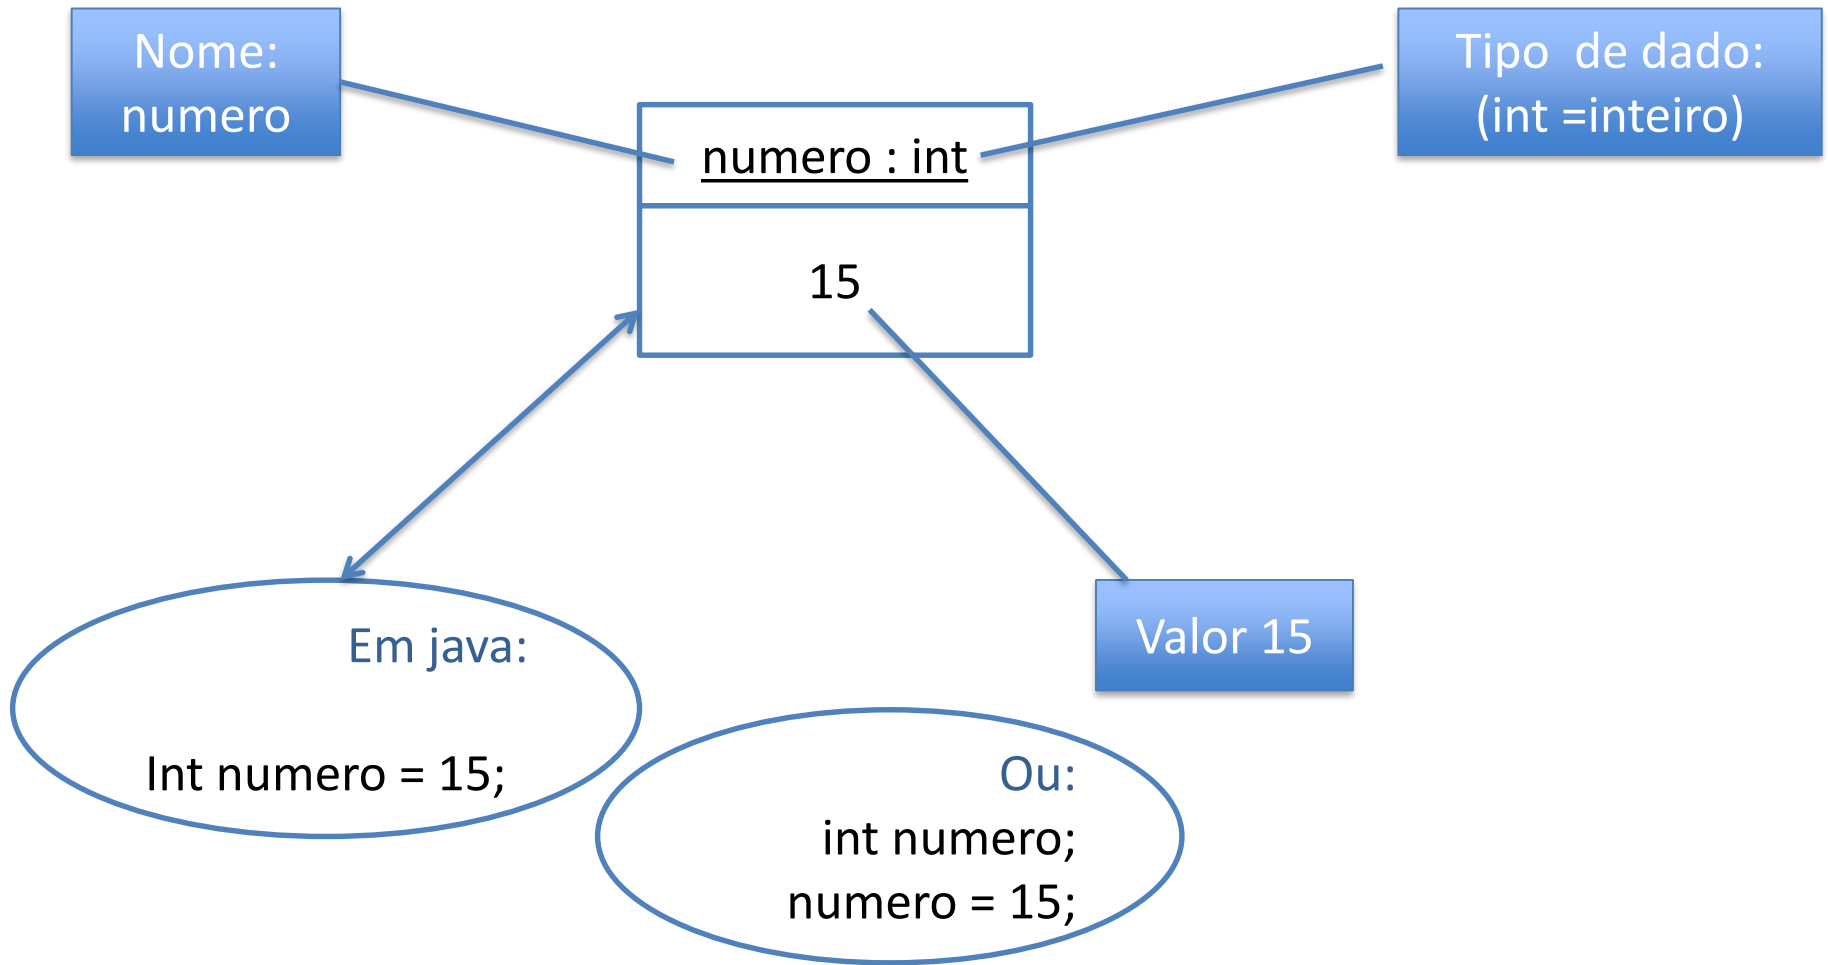 Nome:
numero
Tipo  de dado:
(int =inteiro)
numero : int
15
Em java:
Int numero = 15;
Valor 15
Ou:
int numero;
numero = 15;